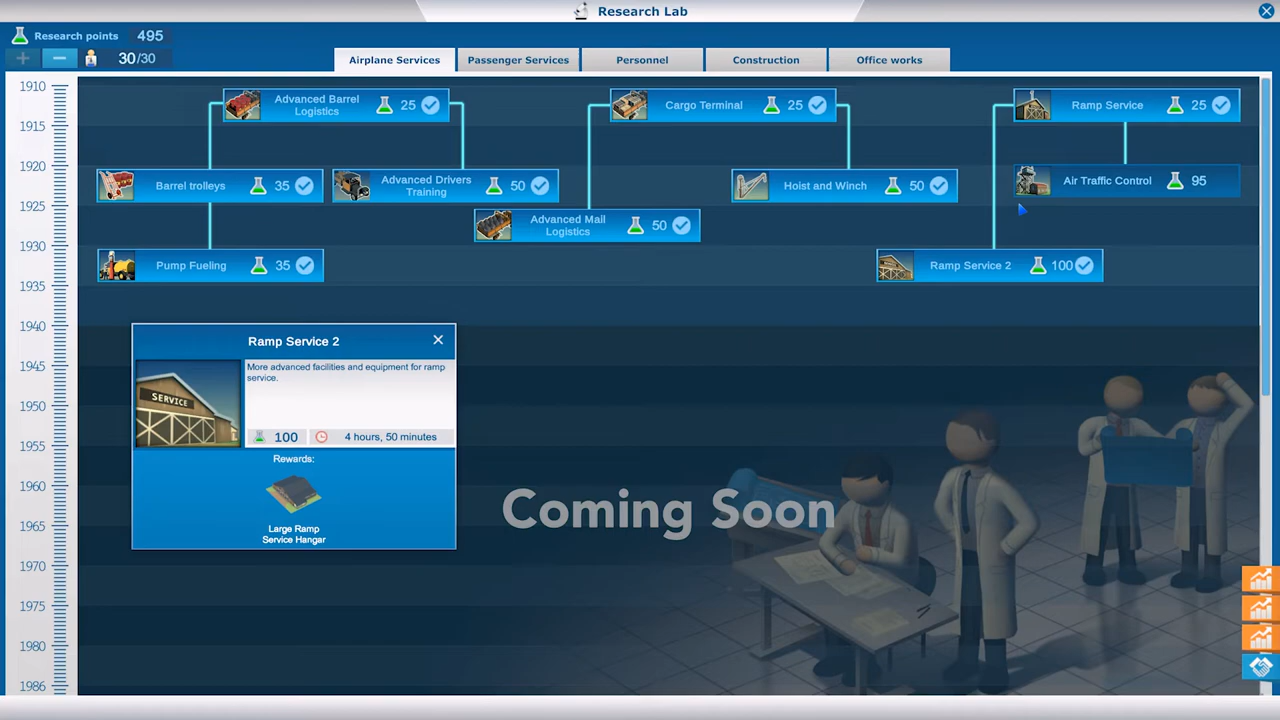 Research Lab
Research points 495
30/30
Airplane Services
Passenger Services
Personnel
Construction
Office works
1910
1915
1920
1925
1930
1935
1940
1945
1950
1955
1960
1965
1970
1975
1980
1986
Advanced Barrel
Logistics
25
Cargo Terminal 25
Ramp Service 25
Barrel trolleys 35
Advanced Drivers
Training
50
Hoist and Winch 50
Air Traffic Control 95
Advanced Mail
Logistics
50
Pump Fueling 35
Ramp Service 2 100
Ramp Service 2
More advanced facilities and equipment for ramp
service.
SERVICE
100 4 hours, 50 minutes
Rewards:
Large Ramp
Service Hangar
Coming Soon